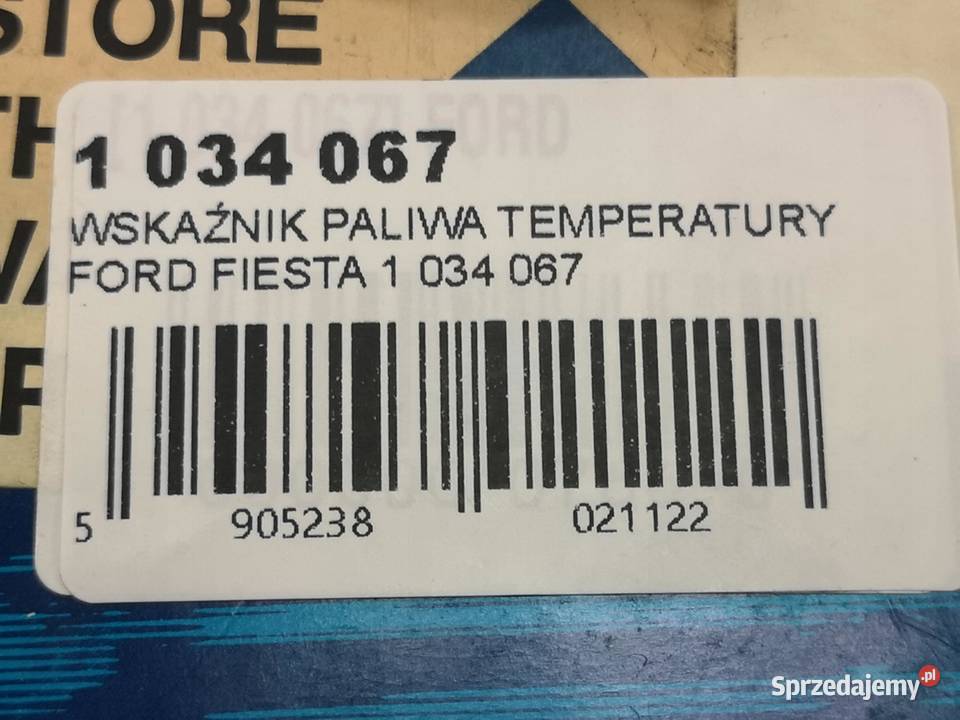 STORE
1 034 067
WSKAŹNIK PALIWA TEMPERATURY
FORD FIESTA 1 034 067
5 905238 021122
Sprzedajemy.pl